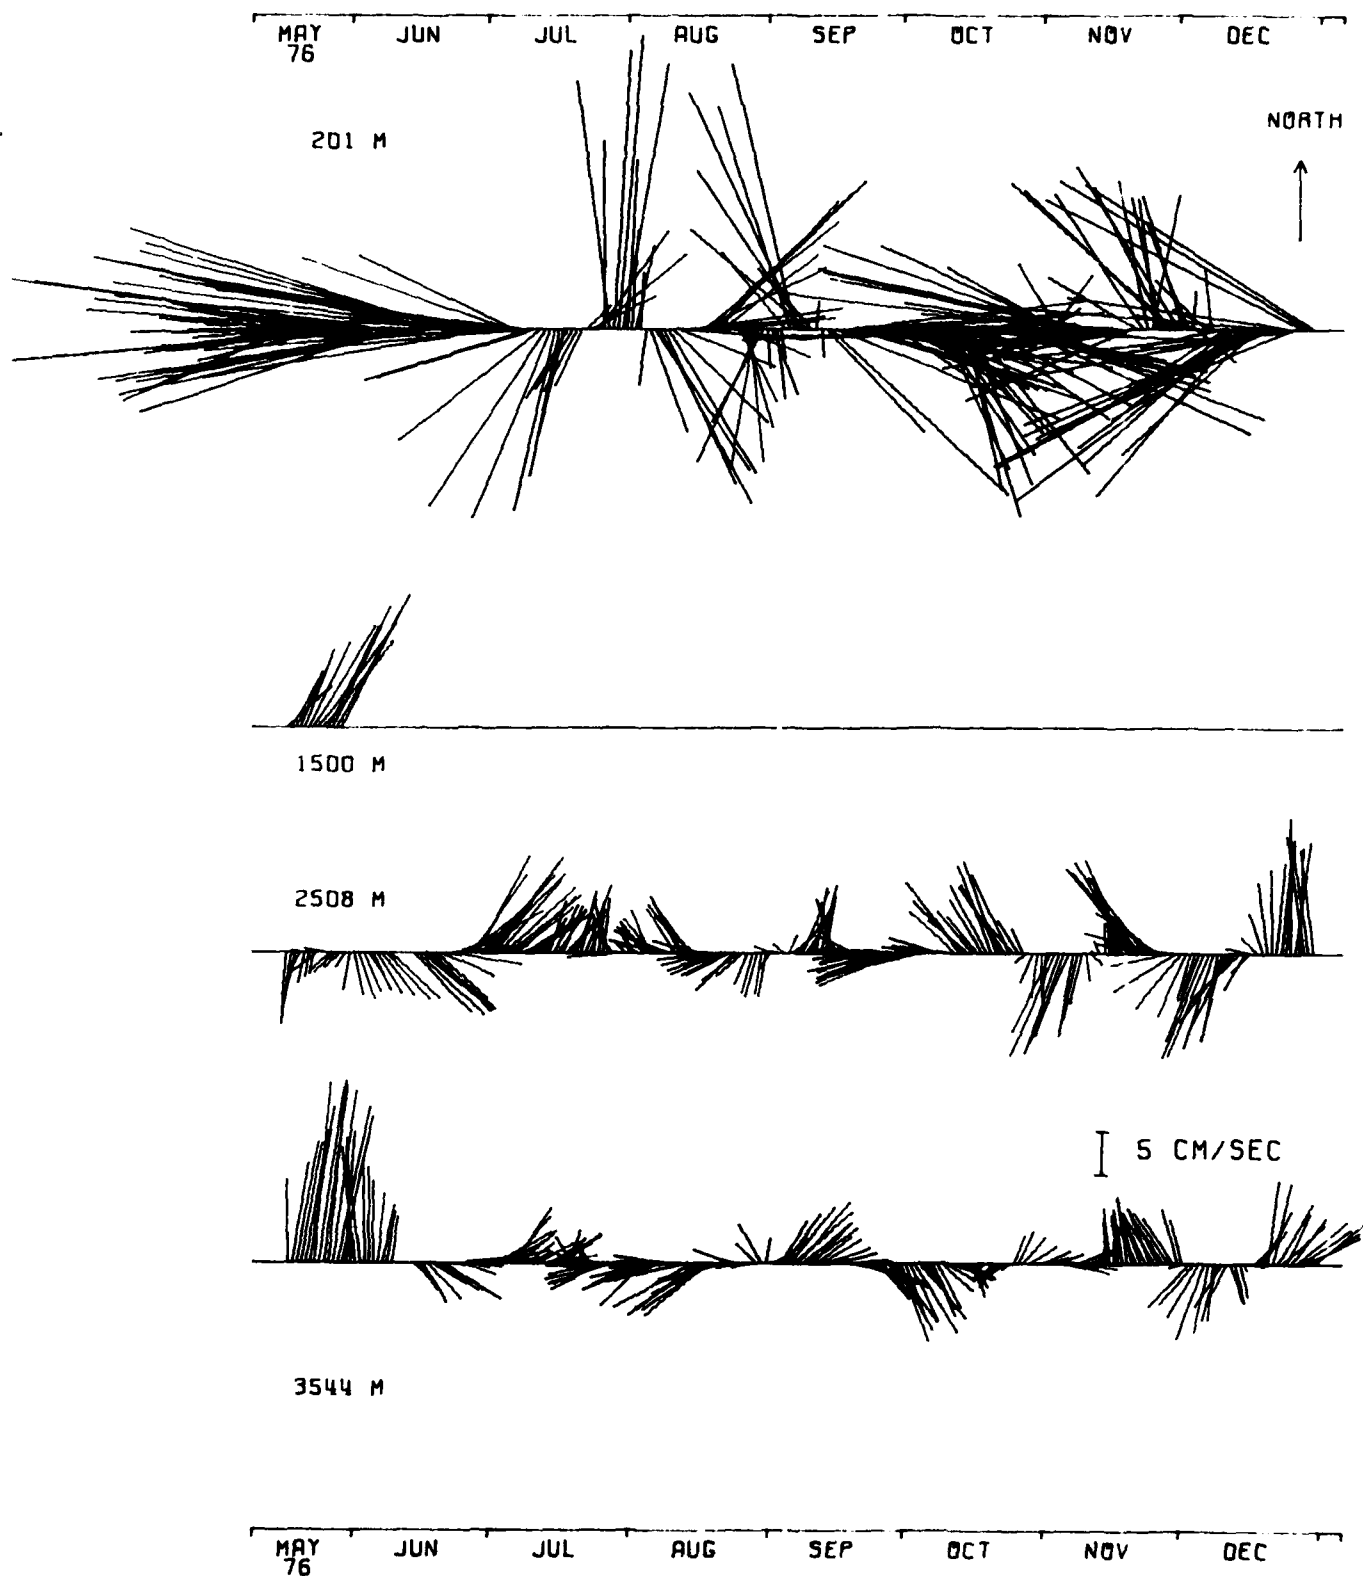 MAY JUN JUL AUG SEP OCT NOV DEC
76
NORTH
201 M
1500 M
2508 M
5 CM/SEC
3544 M
MAY JUN JUL AUG SEP OCT NOV DEC
76